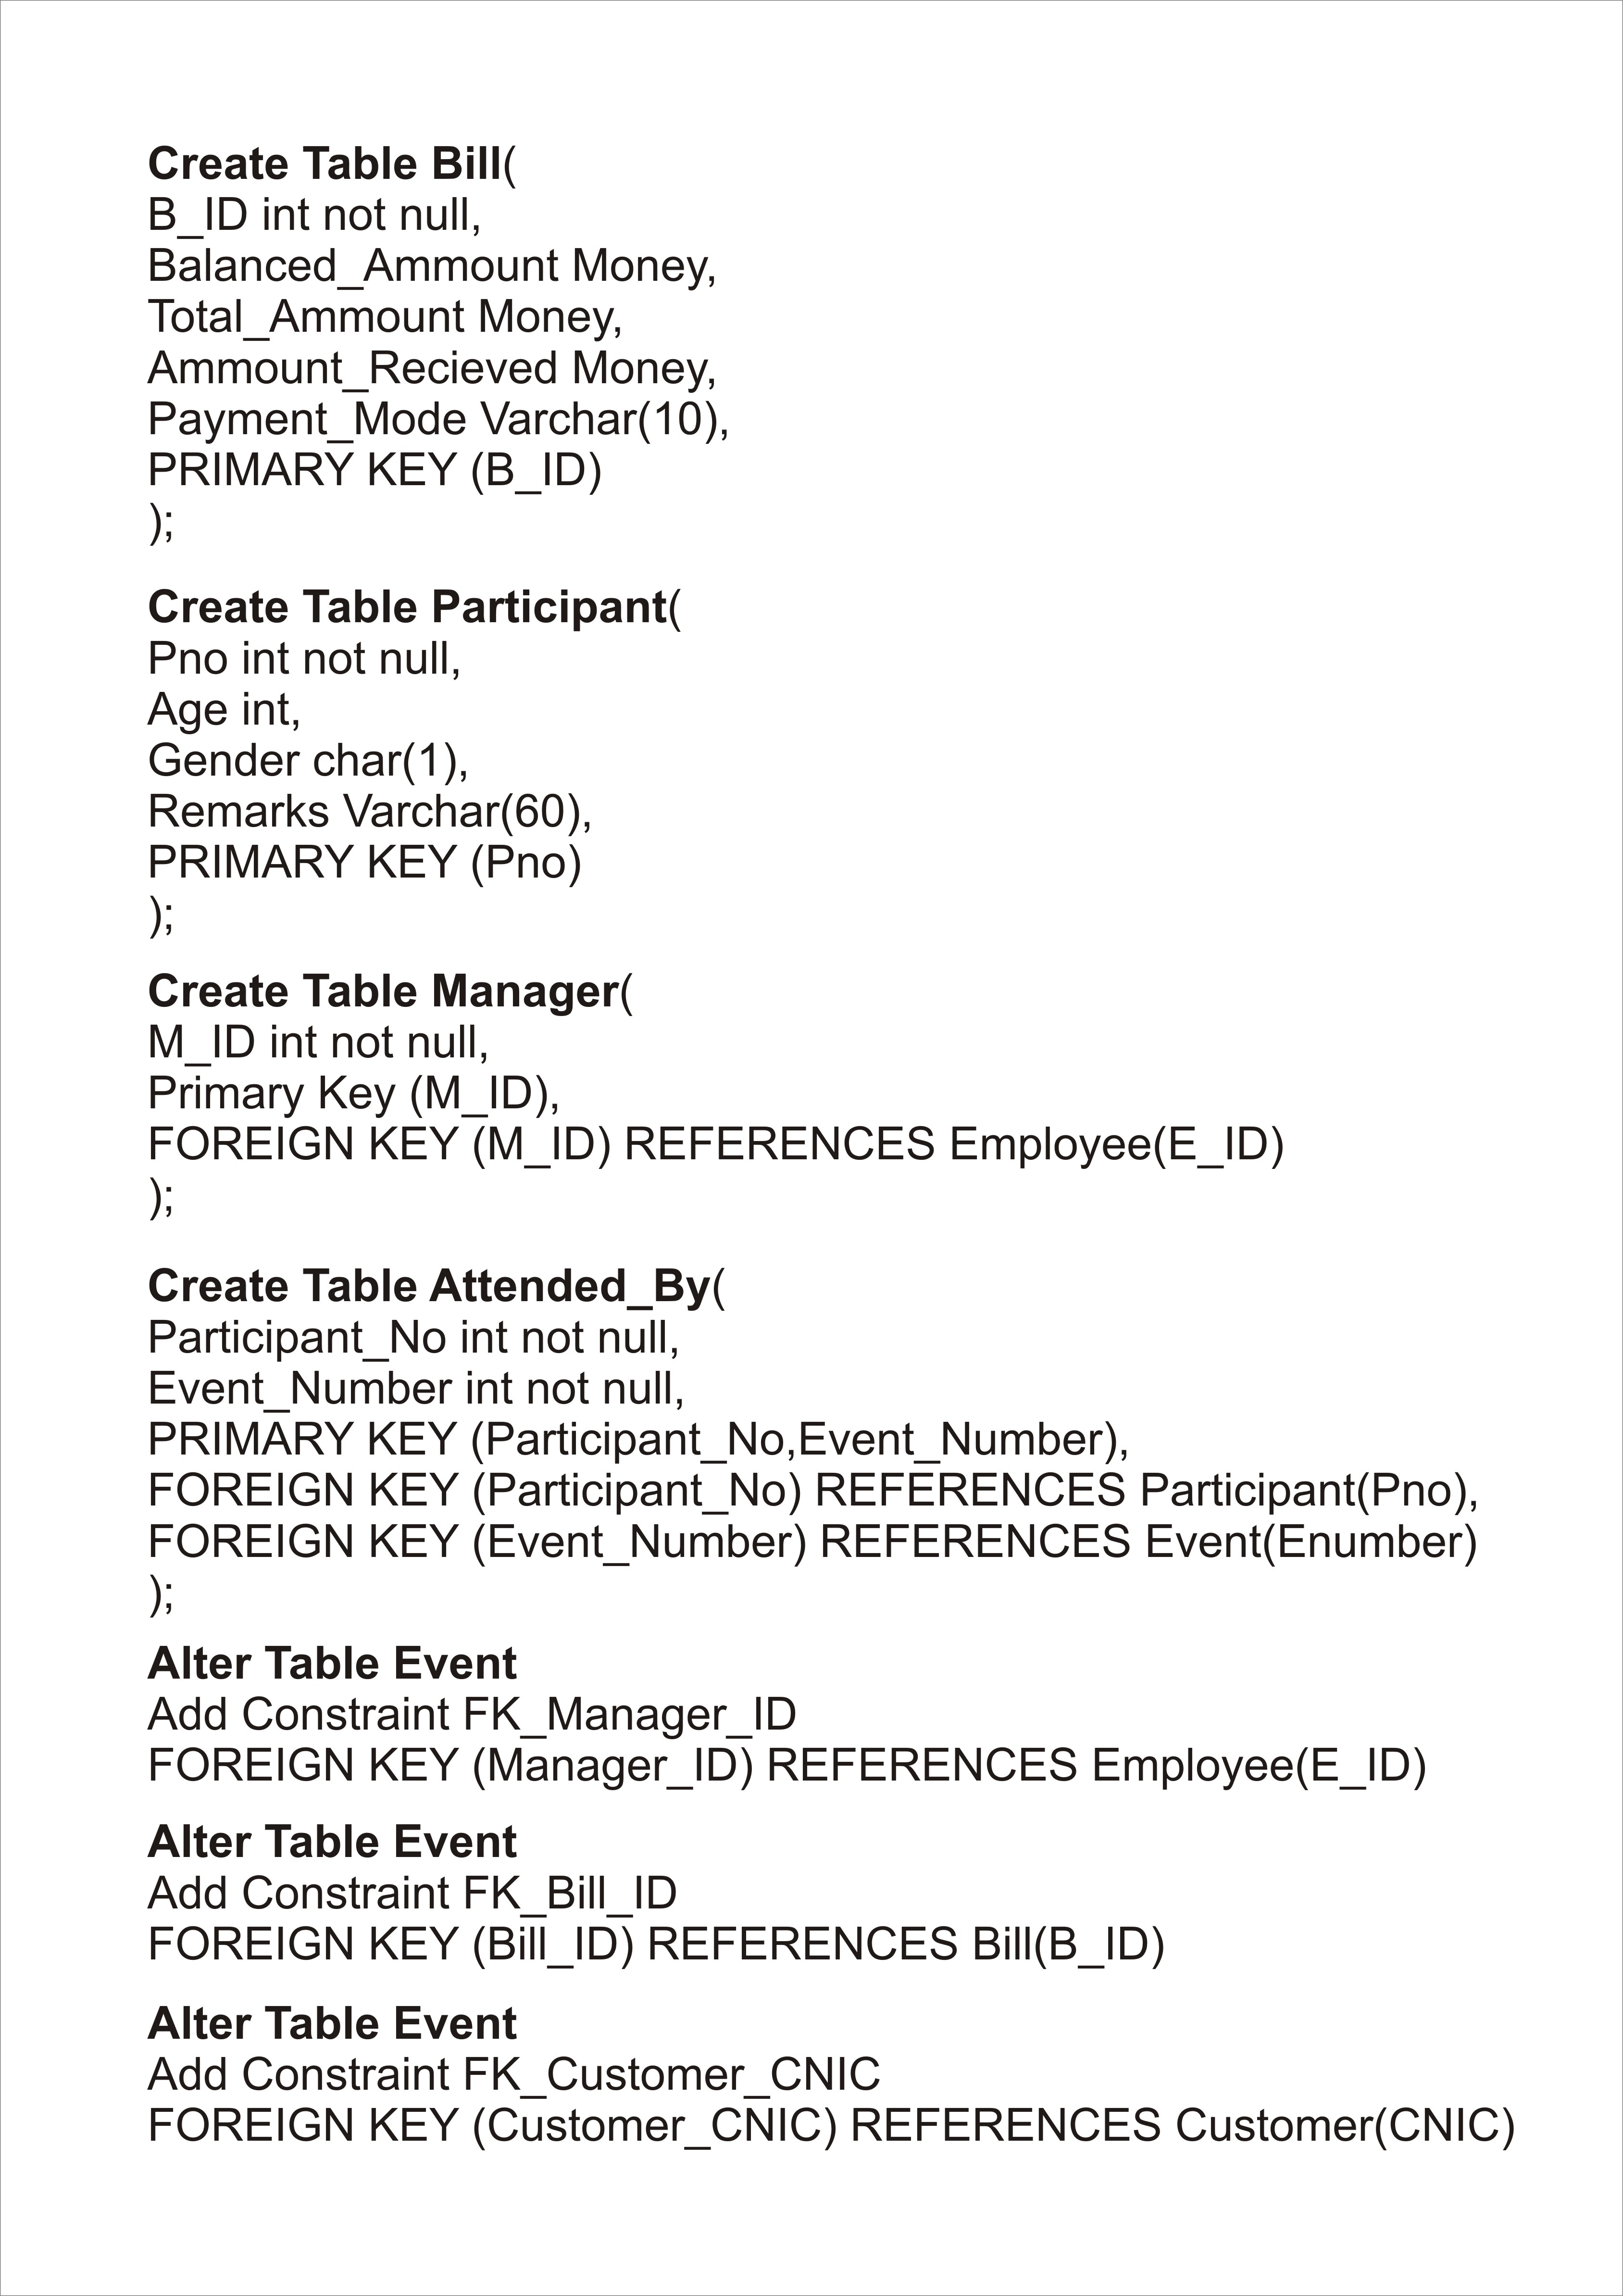 Create Table Bill(
B_ID int not null,
Balanced_Ammount Money,
Total_Ammount Money,
Ammount_Recieved Money,
Payment_Mode Varchar(10),
PRIMARY KEY (B_ID)
);
Create Table Participant(
Pno int not null,
Age int,
Gender char(1),
Remarks Varchar(60),
PRIMARY KEY (Pno)
);
Create Table Manager(
M_ID int not null,
Primary Key (M_ID),
FOREIGN KEY (M_ID) REFERENCES Employee(E_ID)
);
Create Table Attended_By(
Participant_No int not null,
Event_Number int not null,
PRIMARY KEY (Participant_No,Event_Number),
FOREIGN KEY (Participant_No) REFERENCES Participant(Pno),
FOREIGN KEY (Event_Number) REFERENCES Event(Enumber)
);
Alter Table Event
Add Constraint FK_Manager_ID
FOREIGN KEY (Manager_ID) REFERENCES Employee(E_ID)
Alter Table Event
Add Constraint FK_Bill_ID
FOREIGN KEY (Bill_ID) REFERENCES Bill(B_ID)
Alter Table Event
Add Constraint FK_Customer_CNIC
FOREIGN KEY (Customer_CNIC) REFERENCES Customer(CNIC)